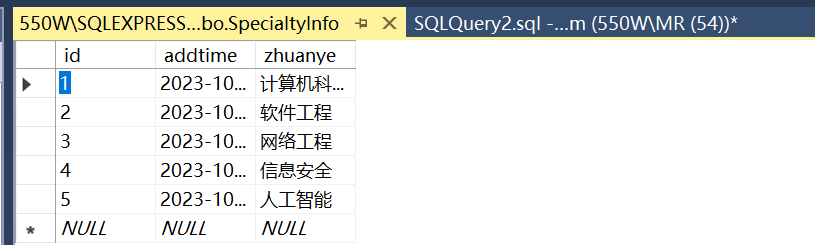 550W\SQLEXPRESS...bo.SpecialtyInfo SQLQuery2.sql -...m (550W\MR (54))*
id addtime zhuanye
1 2023-10... 计算机科...
2 2023-10... 软件工程
3 2023-10... 网络工程
4 2023-10... 信息安全
5 2023-10... 人工智能
* NULL NULL NULL